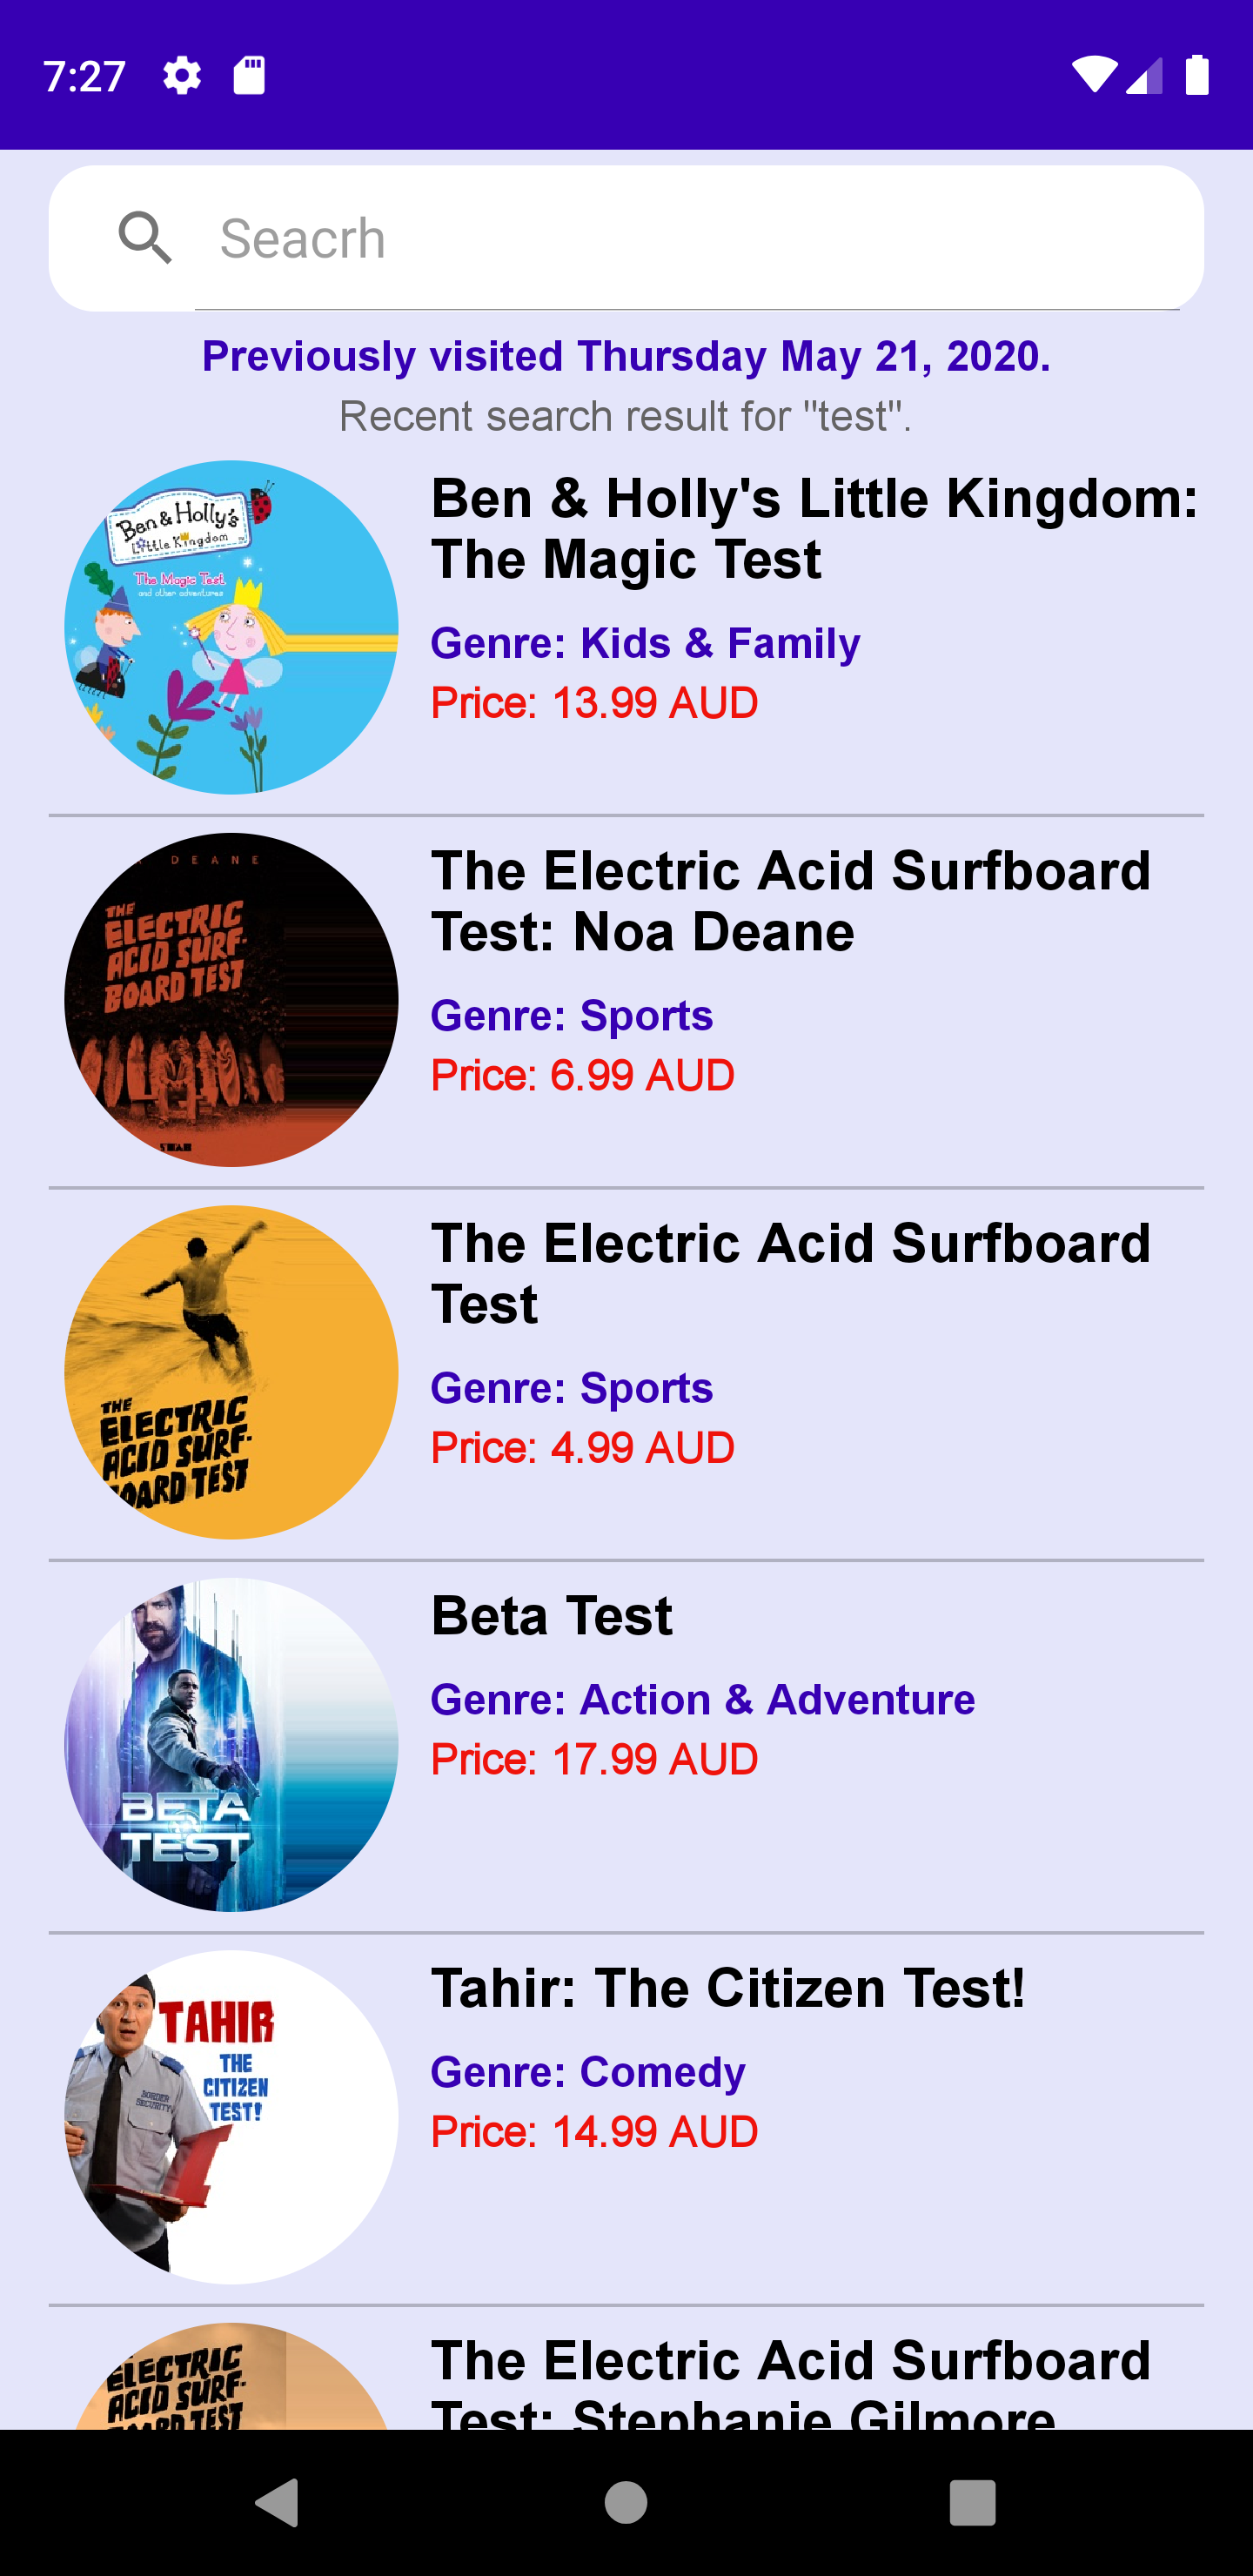 7:27
Seacrh
Previously visited Thursday May 21, 2020.
Recent search result for "test".
Ben & Holly's
Little Kingdom
The Magic Test
and other adventures
Ben & Holly's Little Kingdom:
The Magic Test
Genre: Kids & Family
Price: 13.99 AUD
DEANE
THE
ELECTRIC
ACID SURF-
BOARD TEST
The Electric Acid Surfboard
Test: Noa Deane
Genre: Sports
Price: 6.99 AUD
THE
ELECTRIC
ACID SURF-
OARD TEST
The Electric Acid Surfboard
Test
Genre: Sports
Price: 4.99 AUD
BETA
TEST
Beta Test
Genre: Action & Adventure
Price: 17.99 AUD
TAHIR
THE
CITIZEN
TEST!
BORDER
SECURITY
Tahir: The Citizen Test!
Genre: Comedy
Price: 14.99 AUD
ELECTRIC
ACID SURF-
BOARD TEST
The Electric Acid Surfboard
Test: Stephanie Gilmore